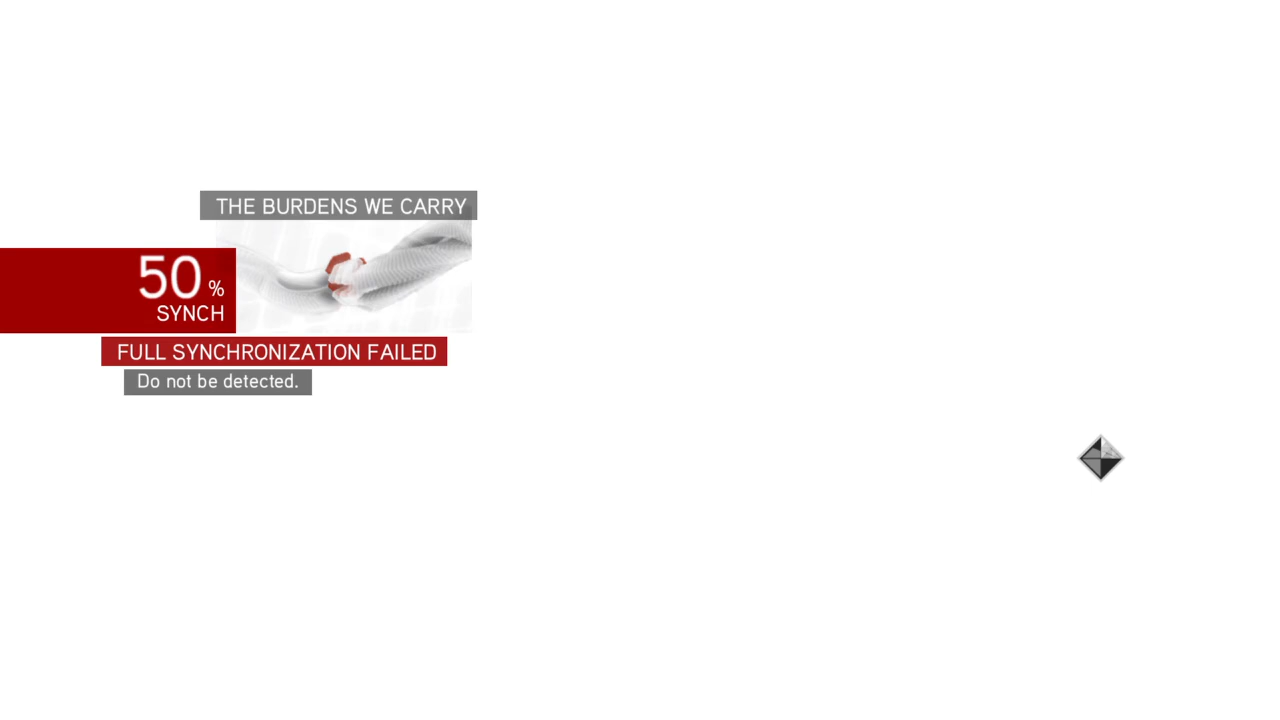 THE BURDENS WE CARRY
50 %
SYNCH
FULL SYNCHRONIZATION FAILED
Do not be detected.